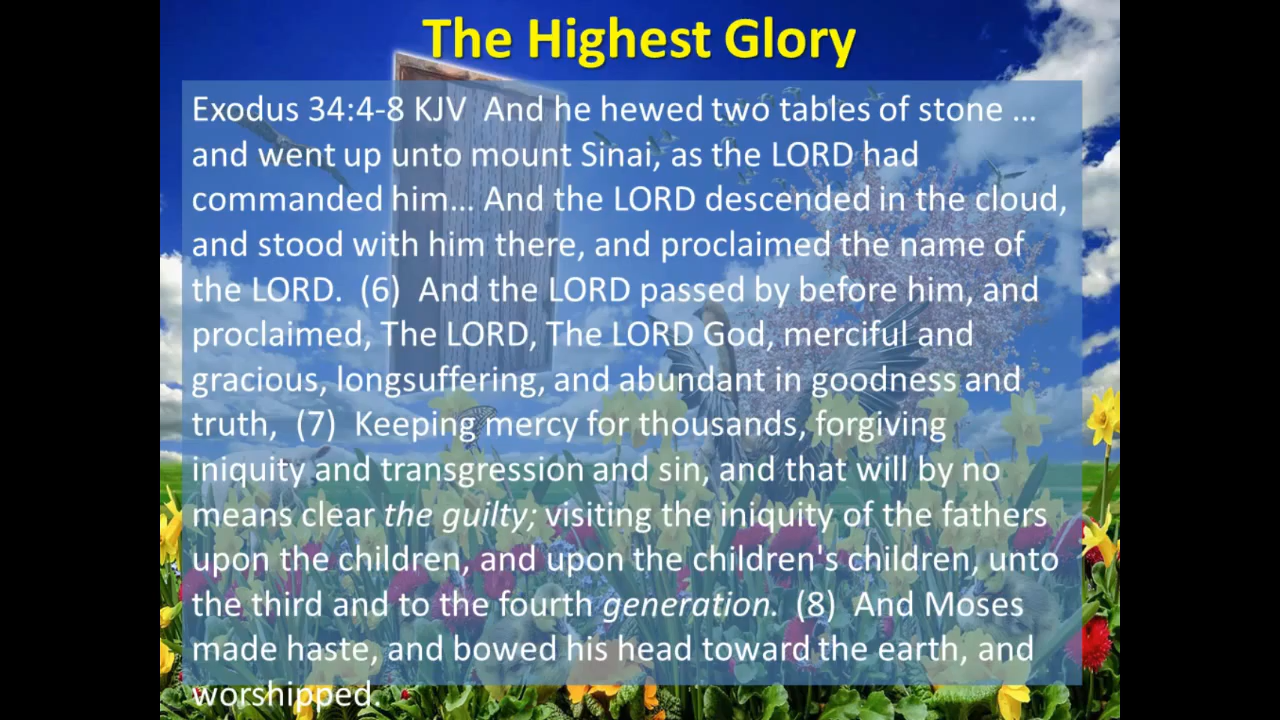 The Highest Glory
Exodus 34:4-8 KJV  And he hewed two tables of stone …
and went up unto mount Sinai, as the LORD had
commanded him… And the LORD descended in the cloud,
and stood with him there, and proclaimed the name of
the LORD.  (6)  And the LORD passed by before him, and
proclaimed, The LORD, The LORD God, merciful and
gracious, longsuffering, and abundant in goodness and
truth,  (7)  Keeping mercy for thousands, forgiving
iniquity and transgression and sin, and that will by no
means clear the guilty; visiting the iniquity of the fathers
upon the children, and upon the children's children, unto
the third and to the fourth generation.  (8)  And Moses
made haste, and bowed his head toward the earth, and
worshipped.